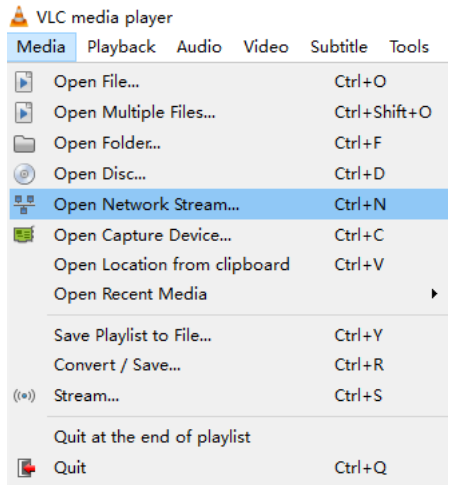 VLC media player
Media Playback Audio Video Subtitle Tools
Open File... Ctrl+O
Open Multiple Files... Ctrl+Shift+O
Open Folder... Ctrl+F
Open Disc... Ctrl+D
Open Network Stream... Ctrl+N
Open Capture Device... Ctrl+C
Open Location from clipboard Ctrl+V
Open Recent Media
Save Playlist to File... Ctrl+Y
Convert / Save... Ctrl+R
Stream... Ctrl+S
Quit at the end of playlist
Quit Ctrl+Q